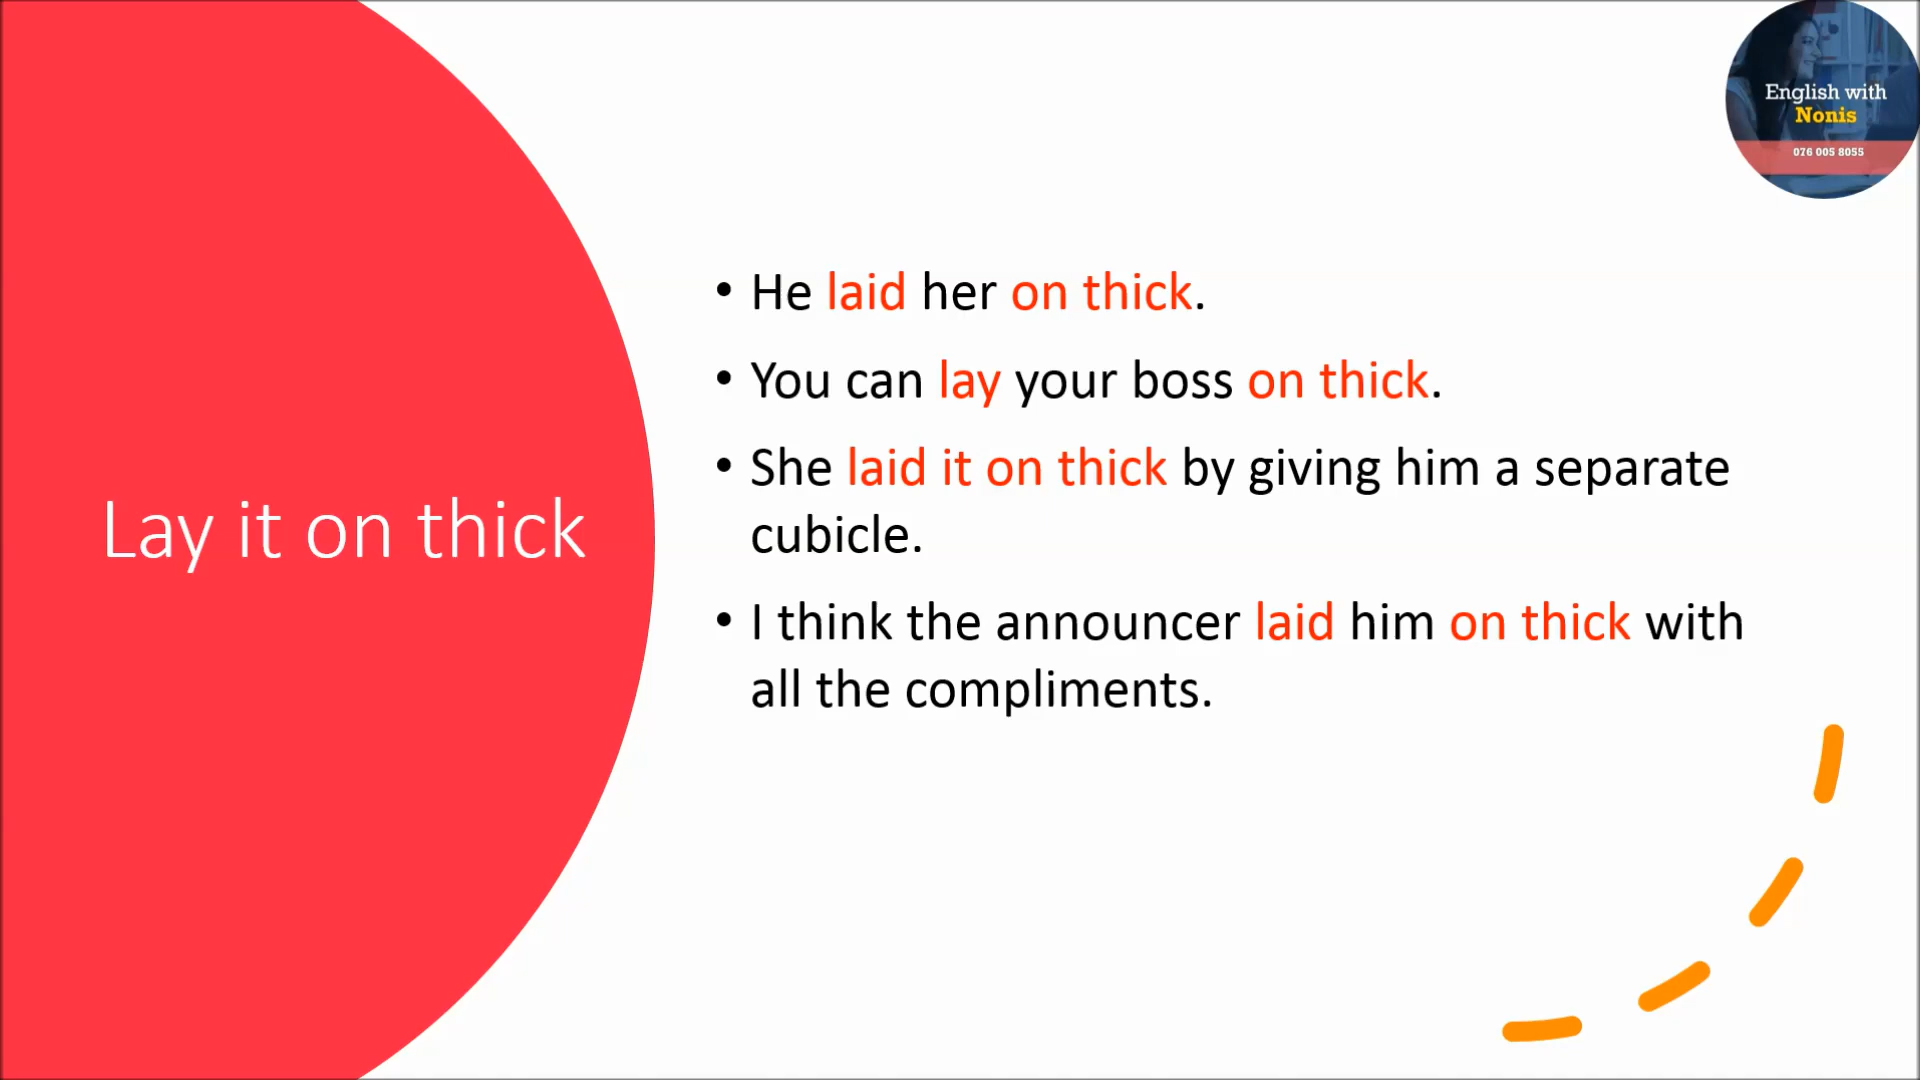 English with
Nonis
076 005 8055
Lay it on thick
• He laid her on thick.
• You can lay your boss on thick.
• She laid it on thick by giving him a separate
cubicle.
• I think the announcer laid him on thick with
all the compliments.